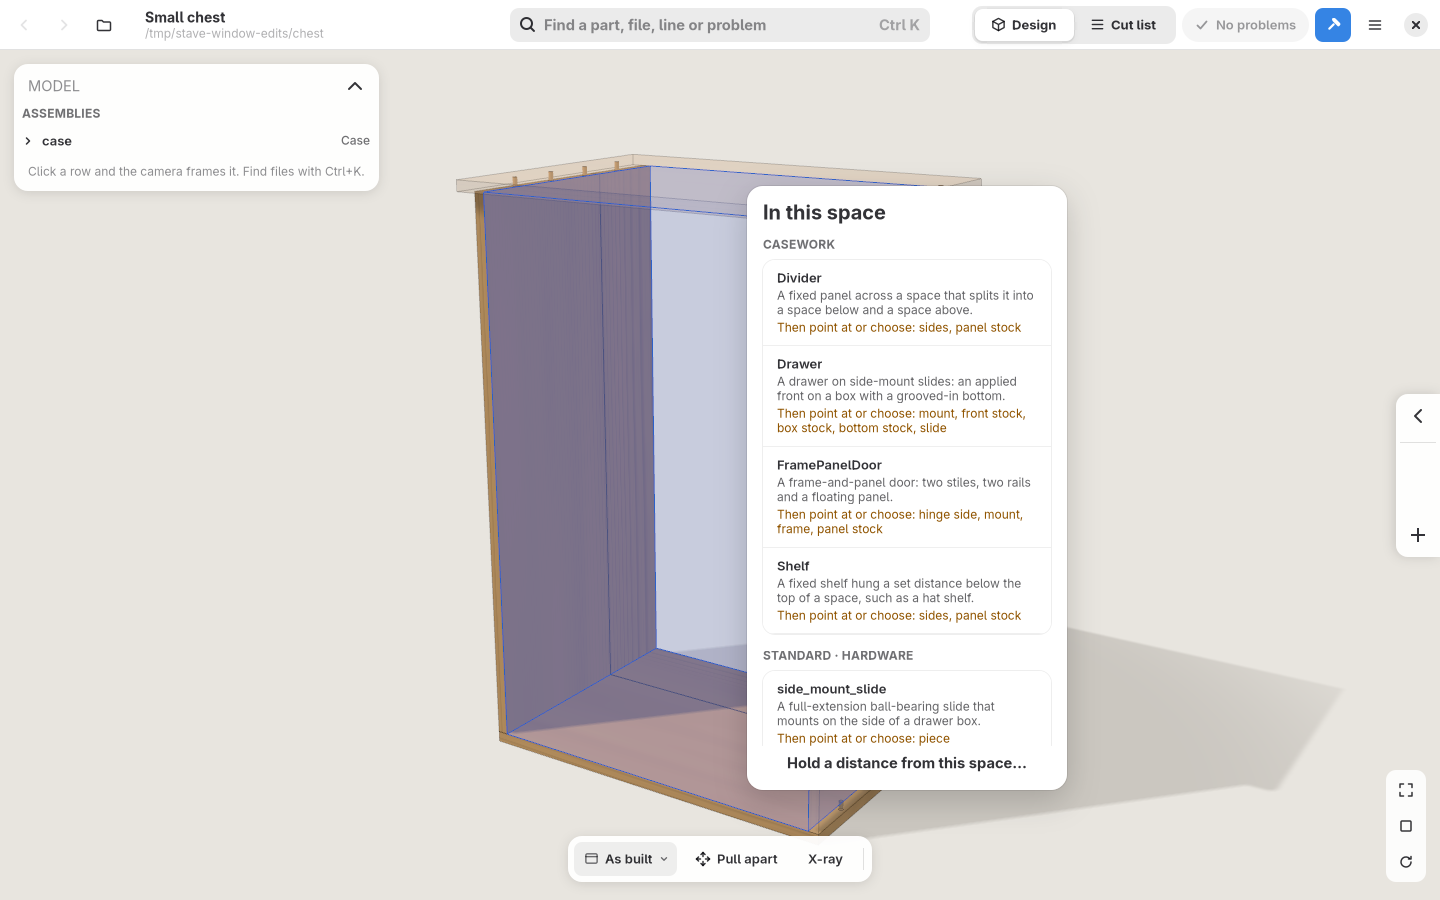 Small chest
/tmp/stave-window-edits/chest
Find a part, file, line or problem
Ctrl K
Design
Cut list
No problems
MODEL
ASSEMBLIES
case
Case
Click a row and the camera frames it. Find files with Ctrl+K.
In this space
CASEWORK
Divider
A fixed panel across a space that splits it into
a space below and a space above.
Then point at or choose: sides, panel stock
Drawer
A drawer on side-mount slides: an applied
front on a box with a grooved-in bottom.
Then point at or choose: mount, front stock,
box stock, bottom stock, slide
FramePanelDoor
A frame-and-panel door: two stiles, two rails
and a floating panel.
Then point at or choose: hinge side, mount,
frame, panel stock
Shelf
A fixed shelf hung a set distance below the
top of a space, such as a hat shelf.
Then point at or choose: sides, panel stock
STANDARD · HARDWARE
side_mount_slide
A full-extension ball-bearing slide that
mounts on the side of a drawer box.
Then point at or choose: piece
Hold a distance from this space...
As built
Pull apart
X-ray